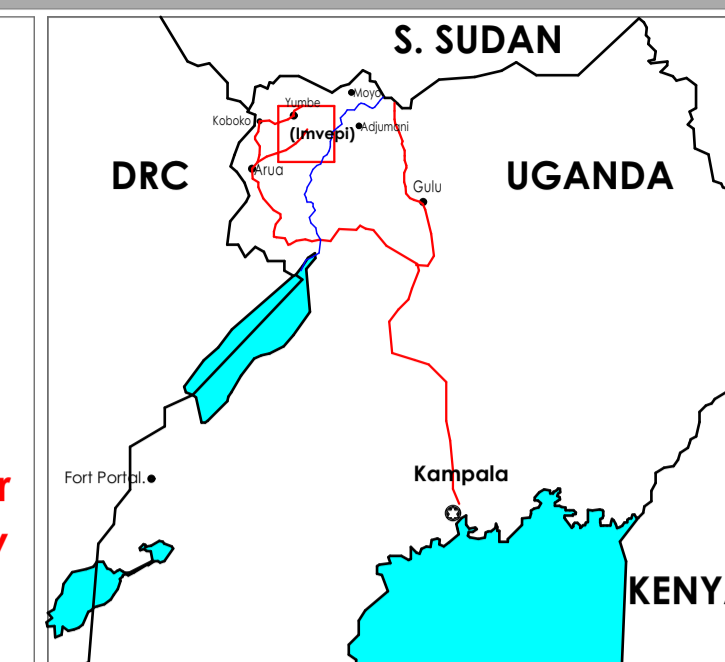 S. SUDAN
Moyo
Yumbe
Koboko
(Imvepi)
Adjumani
DRC
Arua
UGANDA
Gulu
Kampala
Fort Portal.
r
y
KENY